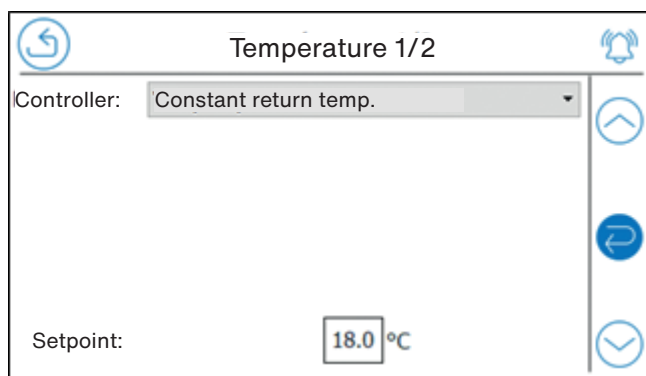 Temperature 1/2
Controller: Constant return temp.
Setpoint: 18.0 °C